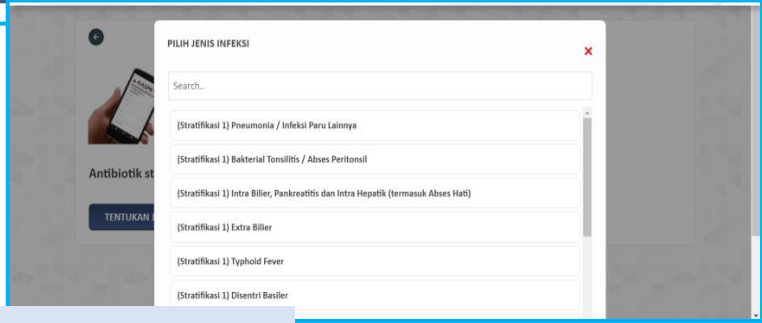 PILIH JENIS INFEKSI
Search..
(Stratifikasi 1) Pneumonia / Infeksi Paru Lainnya
(Stratifikasi 1) Bakterial Tonsilitis / Abses Peritonsil
(Stratifikasi 1) Intra Bilier, Pankreatitis dan Intra Hepatik (termasuk Abses Hati)
(Stratifikasi 1) Extra Bilier
(Stratifikasi 1) Typhoid Fever
(Stratifikasi 1) Disentri Basiler
Antibiotik st
TENTUKAN J